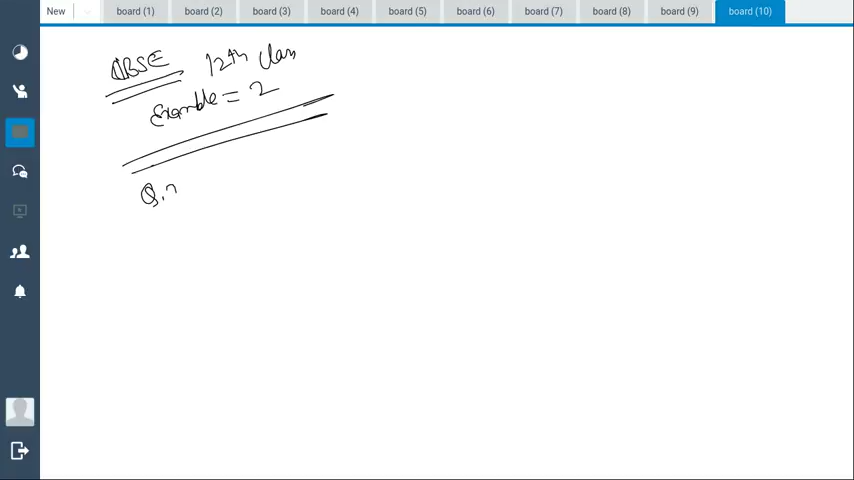 New board (1) board (2) board (3) board (4) board (5) board (6) board (7) board (8) board (9) board (10)
CBSE 12th Class
Example = 2
Q.